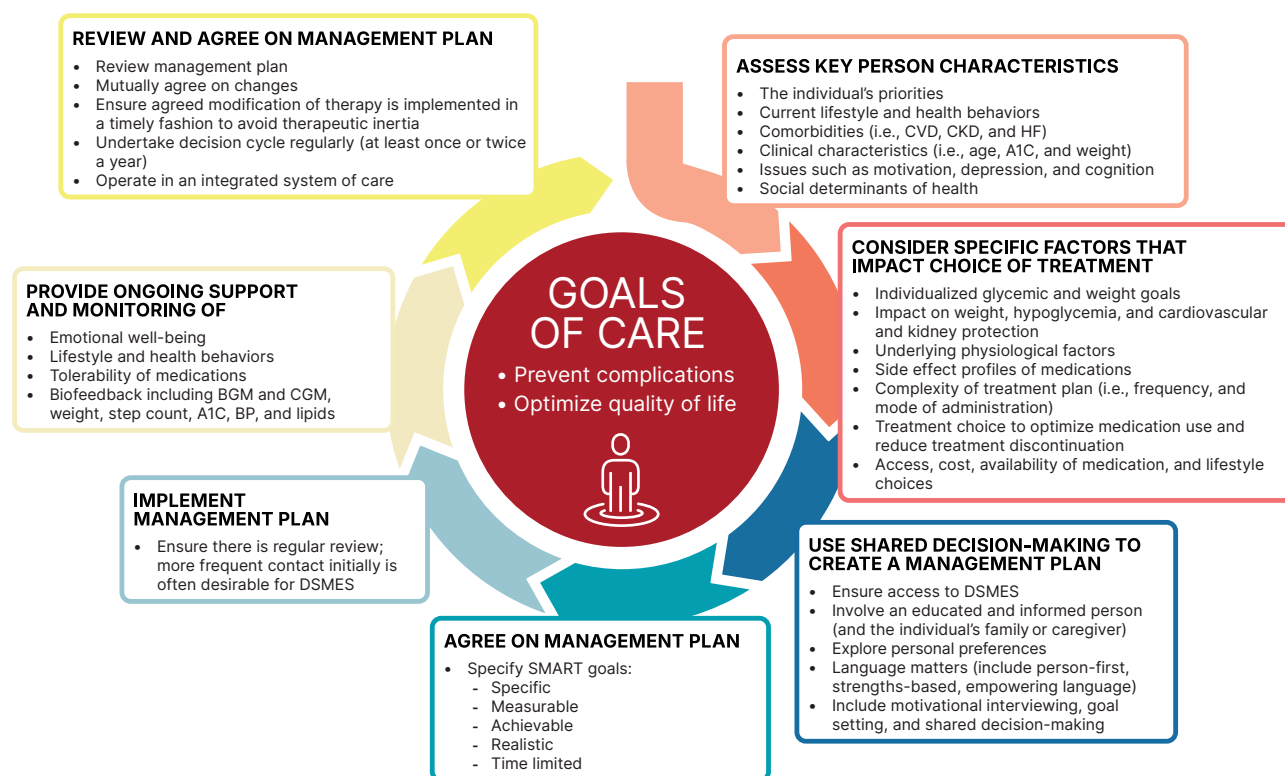 REVIEW AND AGREE ON MANAGEMENT PLAN
• Review management plan
• Mutually agree on changes
• Ensure agreed modification of therapy is implemented in
a timely fashion to avoid therapeutic inertia
• Undertake decision cycle regularly (at least once or twice
a year)
• Operate in an integrated system of care
ASSESS KEY PERSON CHARACTERISTICS
• The individual's priorities
• Current lifestyle and health behaviors
• Comorbidities (i.e., CVD, CKD, and HF)
• Clinical characteristics (i.e., age, A1C, and weight)
• Issues such as motivation, depression, and cognition
• Social determinants of health
CONSIDER SPECIFIC FACTORS THAT
IMPACT CHOICE OF TREATMENT
• Individualized glycemic and weight goals
• Impact on weight, hypoglycemia, and cardiovascular
and kidney protection
• Underlying physiological factors
• Side effect profiles of medications
• Complexity of treatment plan (i.e., frequency, and
mode of administration)
• Treatment choice to optimize medication use and
reduce treatment discontinuation
• Access, cost, availability of medication, and lifestyle
choices
USE SHARED DECISION-MAKING TO
CREATE A MANAGEMENT PLAN
• Ensure access to DSMES
• Involve an educated and informed person
(and the individual's family or caregiver)
• Explore personal preferences
• Language matters (include person-first,
strengths-based, empowering language)
• Include motivational interviewing, goal
setting, and shared decision-making
AGREE ON MANAGEMENT PLAN
• Specify SMART goals:
- Specific
- Measurable
- Achievable
- Realistic
- Time limited
IMPLEMENT
MANAGEMENT PLAN
• Ensure there is regular review;
more frequent contact initially is
often desirable for DSMES
PROVIDE ONGOING SUPPORT
AND MONITORING OF
• Emotional well-being
• Lifestyle and health behaviors
• Tolerability of medications
• Biofeedback including BGM and CGM,
weight, step count, A1C, BP, and lipids
GOALS
OF CARE
• Prevent complications
• Optimize quality of life